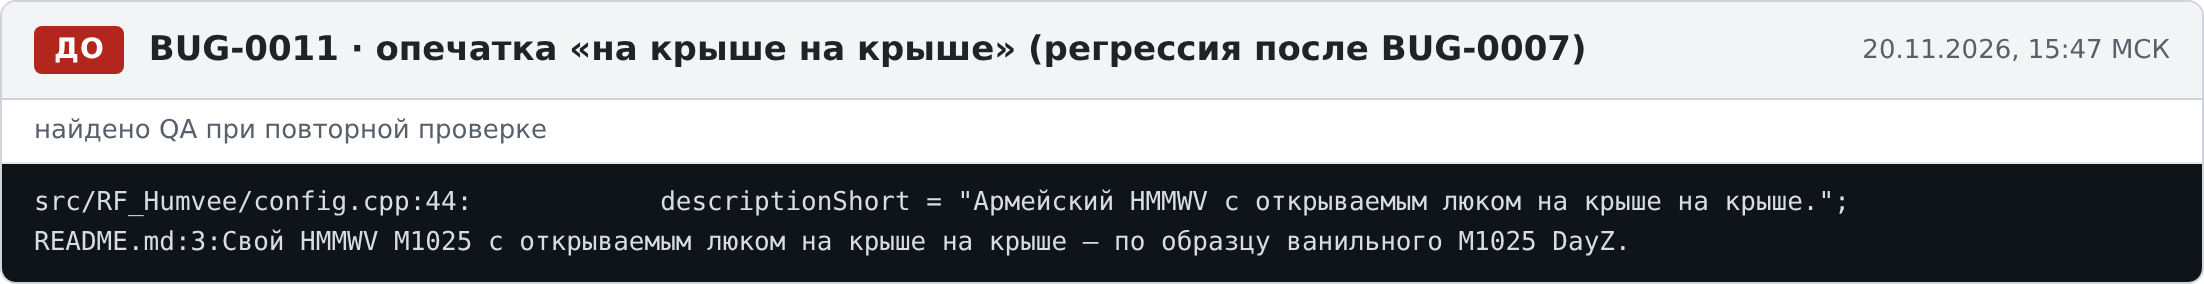 ДО BUG-0011 · опечатка «на крыше на крыше» (регрессия после BUG-0007) 20.11.2026, 15:47 МСК
найдено QA при повторной проверке
src/RF_Humvee/config.cpp:44:            descriptionShort = "Армейский HMMWV с открываемым люком на крыше на крыше.";
README.md:3:Свой HMMWV M1025 с открываемым люком на крыше на крыше — по образцу ванильного M1025 DayZ.